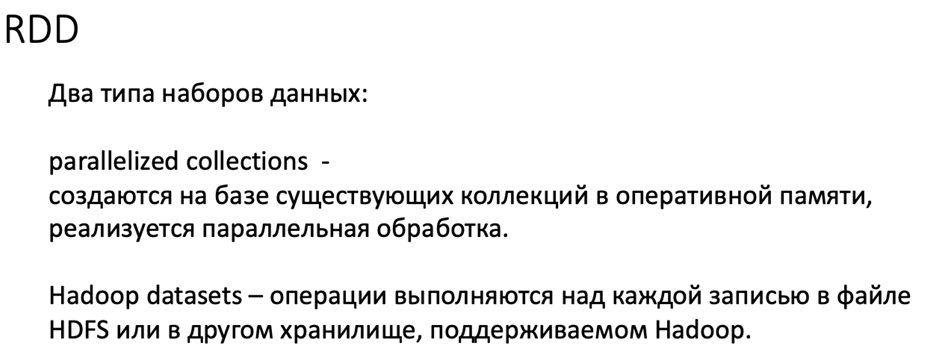 RDD
Два типа наборов данных:
parallelized collections -
создаются на базе существующих коллекций в оперативной памяти,
реализуется параллельная обработка.
Hadoop datasets – операции выполняются над каждой записью в файле
HDFS или в другом хранилище, поддерживаемом Hadoop.